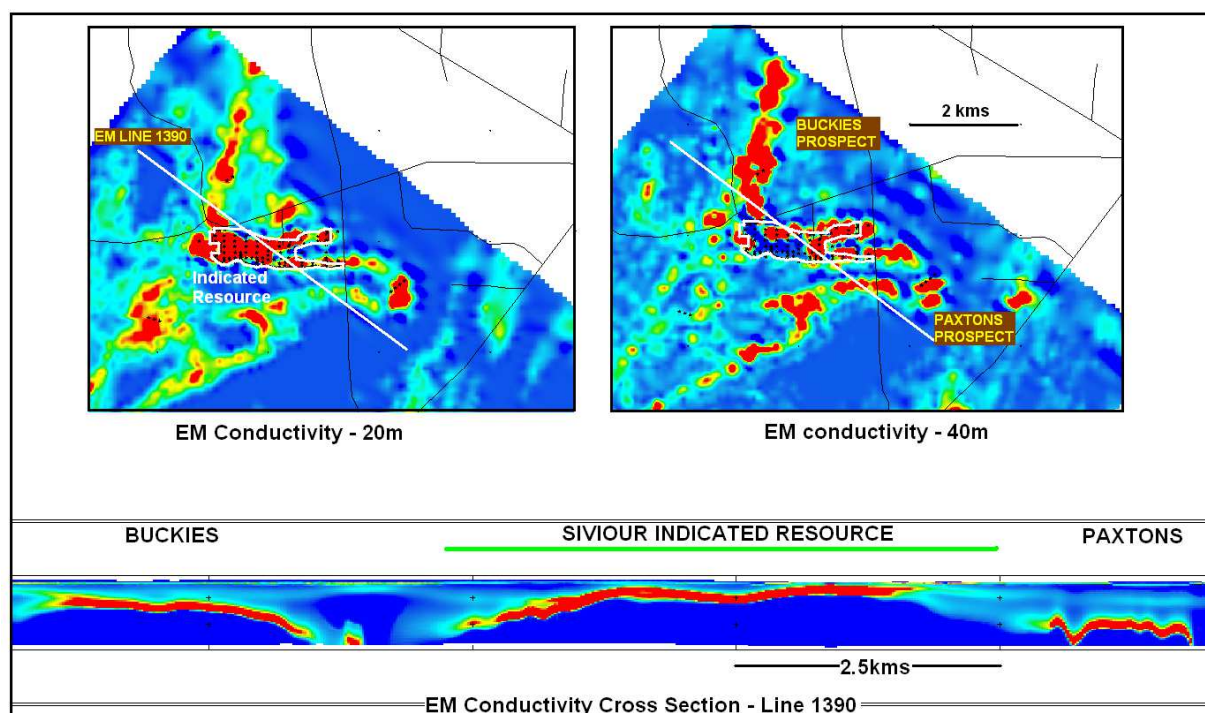 EM LINE 1390
Indicated
Resource
EM Conductivity - 20m
2 kms
BUCKIES
PROSPECT
PAXTONS
PROSPECT
EM conductivity - 40m
BUCKIES
SIVIOUR INDICATED RESOURCE
PAXTONS
2.5kms
EM Conductivity Cross Section - Line 1390